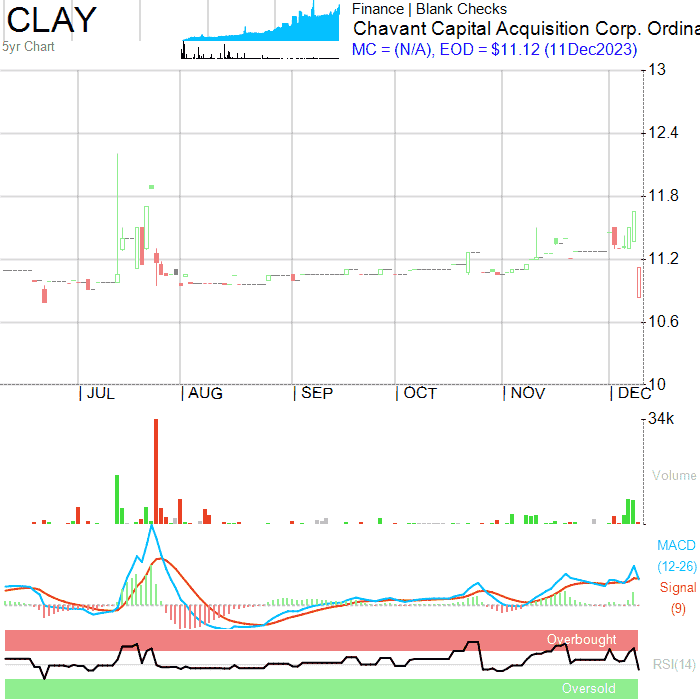 CLAY
5yr Chart
Finance | Blank Checks
Chavant Capital Acquisition Corp. Ordina
MC = (N/A), EOD = $11.12 (11Dec2023)
13
12.4
11.8
11.2
10.6
10
| JUL | AUG | SEP | OCT | NOV | DEC
34k
Volume
MACD
(12-26)
Signal
(9)
Overbought
RSI(14)
Oversold